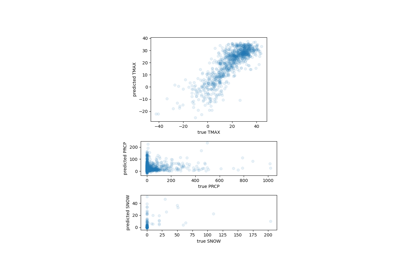 40
30
20
10
0
−10
−20
predicted TMAX
−40 −20 0 20 40
true TMAX
200
100
0
predicted PRCP
0 200 400 600 800 1000
true PRCP
50
25
0
predicted SNOW
0 25 50 75 100 125 150 175 200
true SNOW